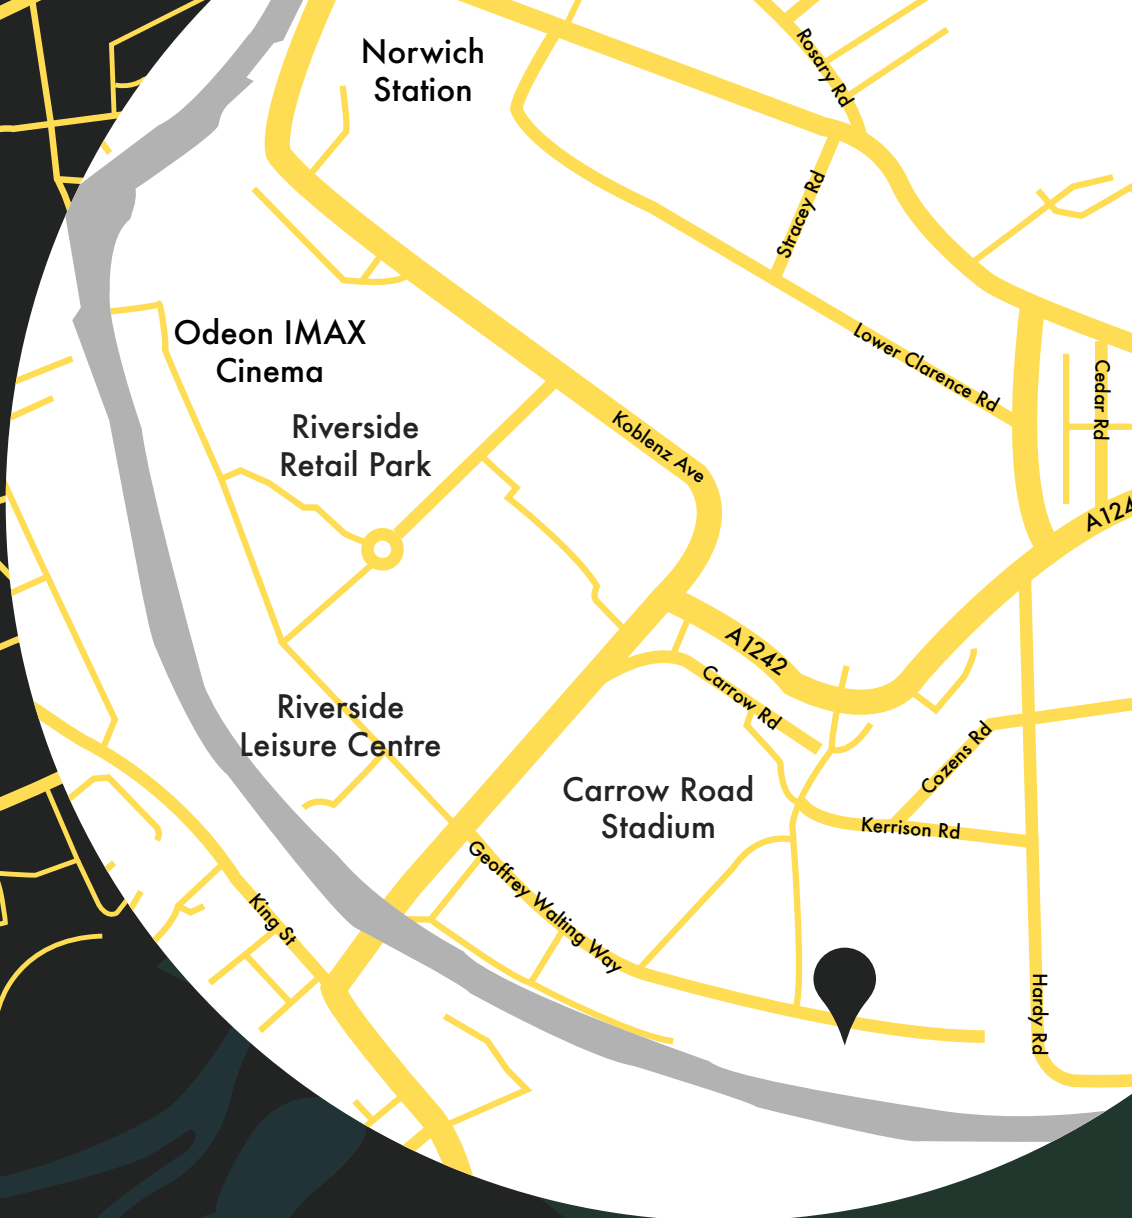 Norwich
Station
Rosary Rd
Stracey Rd
Odeon IMAX
Cinema
Lower Clarence Rd
Cedar Rd
Riverside
Retail Park
Koblenz Ave
A124
A1242
Carrow Rd
Riverside
Leisure Centre
Cozens Rd
Carrow Road
Stadium
Kerrison Rd
Geoffrey Walting Way
King St
Hardy Rd